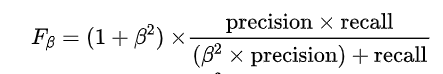 F_β = (1 + β²) × (precision × recall) / ((β² × precision) + recall)